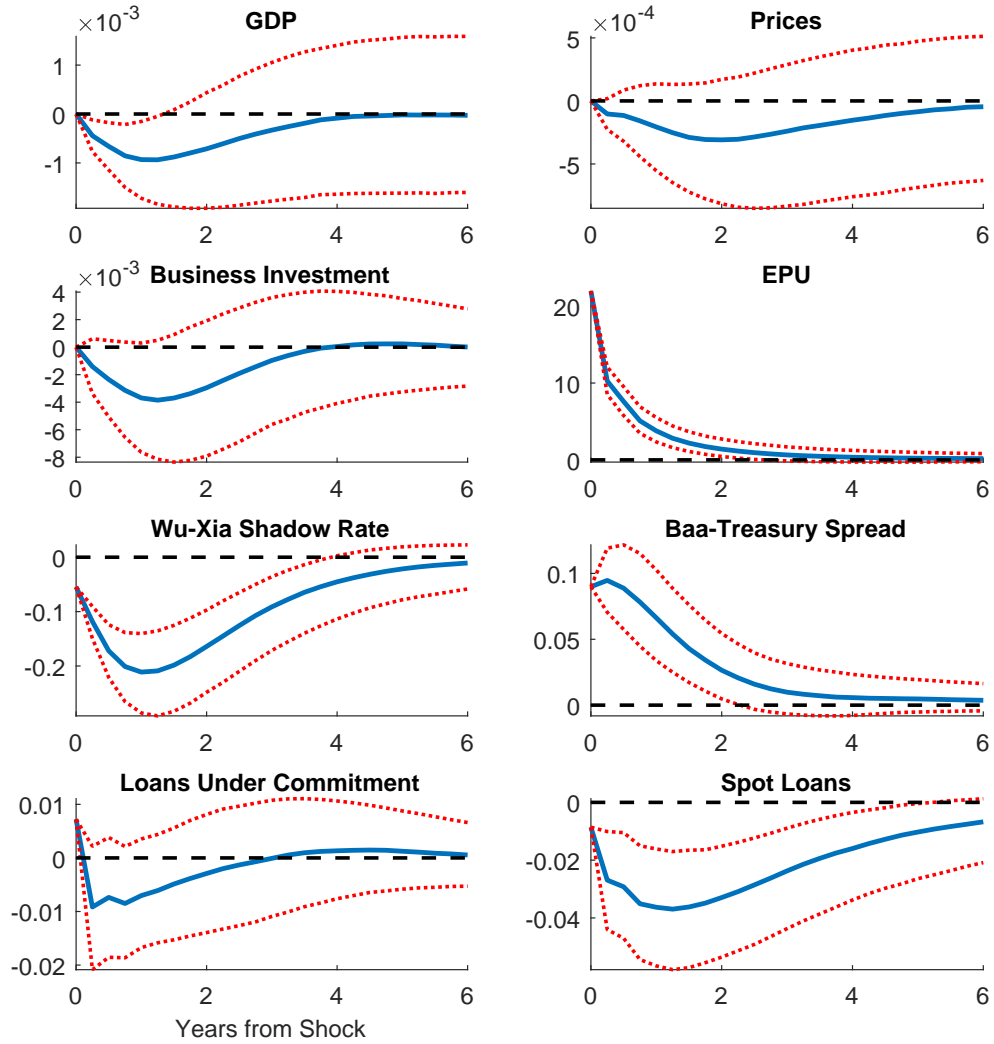 GDP
×10^-3
1
0
-1
0 2 4 6
Prices
×10^-4
5
0
-5
0 2 4 6
Business Investment
×10^-3
4
2
0
-2
-4
-6
-8
0 2 4 6
EPU
20
10
0
0 2 4 6
Wu-Xia Shadow Rate
0
-0.1
-0.2
0 2 4 6
Baa-Treasury Spread
0.1
0.05
0
0 2 4 6
Loans Under Commitment
0.01
0
-0.01
-0.02
0 2 4 6
Years from Shock
Spot Loans
0
-0.02
-0.04
0 2 4 6